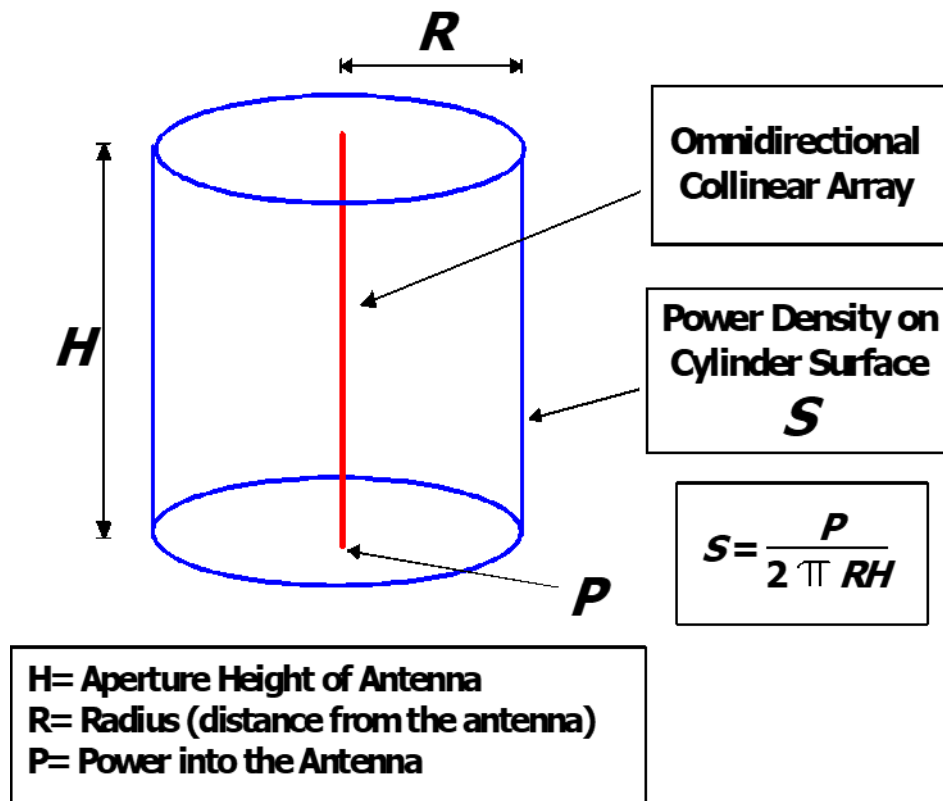 R
Omnidirectional
Collinear Array
H
Power Density on
Cylinder Surface
S
S = P / 2 π RH
P
H= Aperture Height of Antenna
R= Radius (distance from the antenna)
P= Power into the Antenna